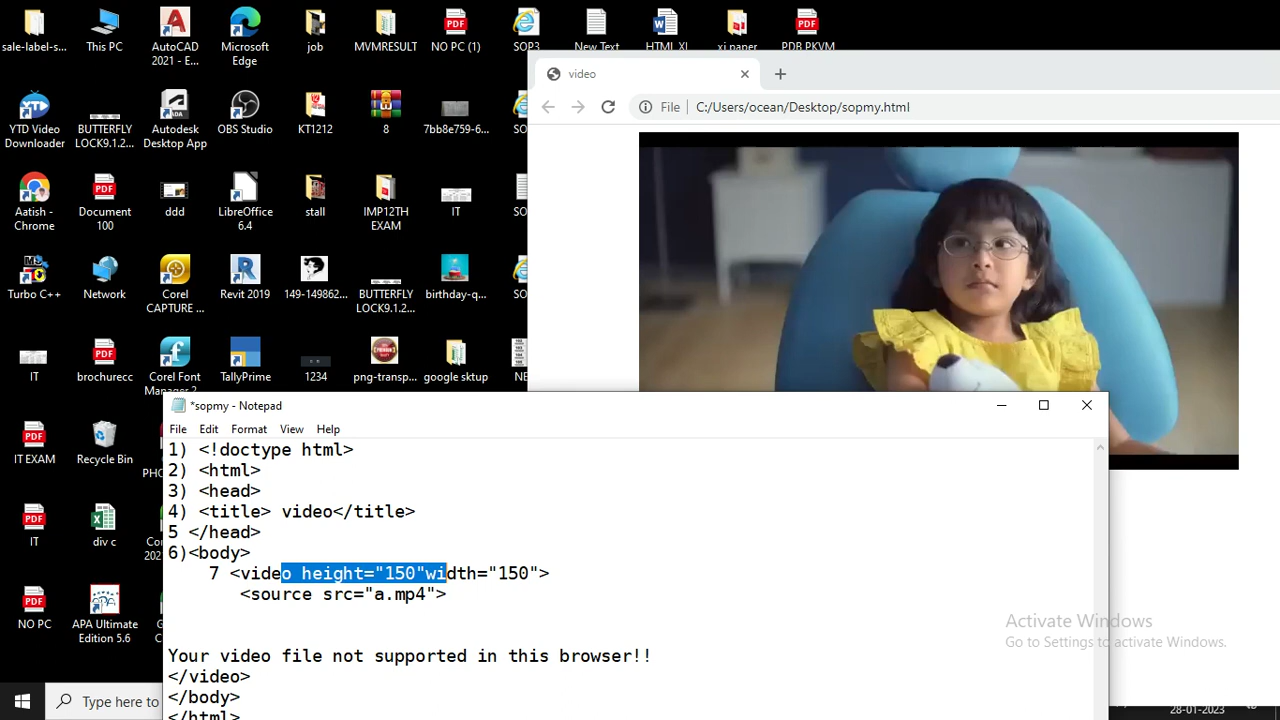 sale-label-s...
This PC
AutoCAD
2021 - E...
Microsoft
Edge
job
MVMRESULT
NO PC (1)
SOP3
New Text
HTML XI
xi paper
PDB PKVM
YTD Video
Downloader
BUTTERFLY
LOCK9.1.2...
Autodesk
Desktop App
OBS Studio
KT1212
8
7bb8e759-6...
Aatish -
Chrome
Document
100
ddd
LibreOffice
6.4
stall
IMP12TH
EXAM
IT
Turbo C++
Network
Corel
CAPTURE ...
Revit 2019
149-149862...
BUTTERFLY
LOCK9.1.2...
birthday-q...
IT
brochurecc
Corel Font
Manager 2
TallyPrime
1234
png-transp...
google sktup
IT EXAM
Recycle Bin
IT
div c
NO PC
APA Ultimate
Edition 5.6
video
File
C:/Users/ocean/Desktop/sopmy.html
*sopmy - Notepad
File Edit Format View Help
1) <!doctype html>
2) <html>
3) <head>
4) <title> video</title>
5 </head>
6)<body>
7 <video height="150"width="150">
<source src="a.mp4">
Your video file not supported in this browser!!
</video>
</body>
</html>
Activate Windows
Go to Settings to activate Windows.
Type here to
28-01-2023